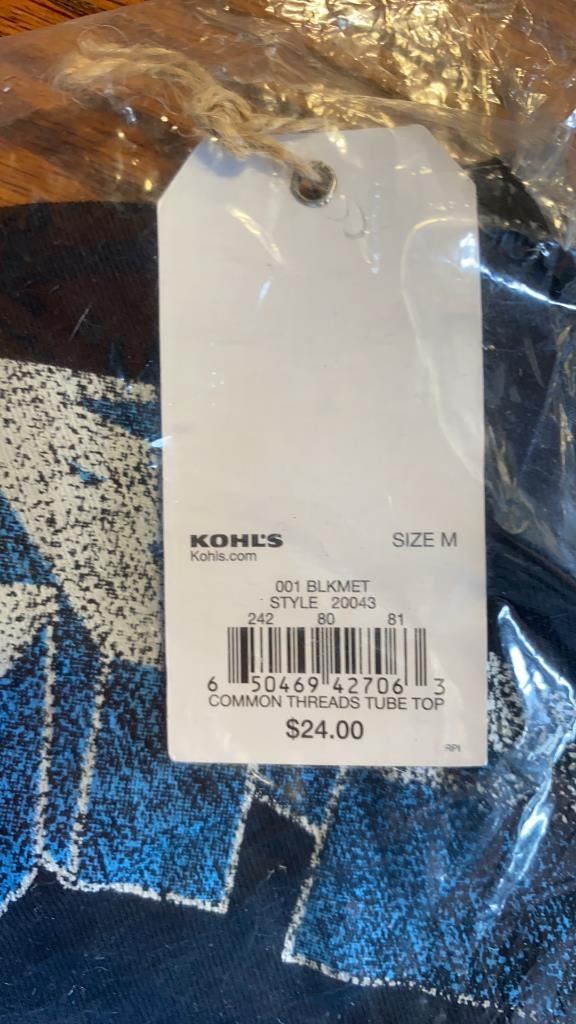 KOHL'S SIZE M
Kohls.com
001 BLKMET
STYLE 20043
242 80 81
6 50469 42706 3
COMMON THREADS TUBE TOP
$24.00
RPI